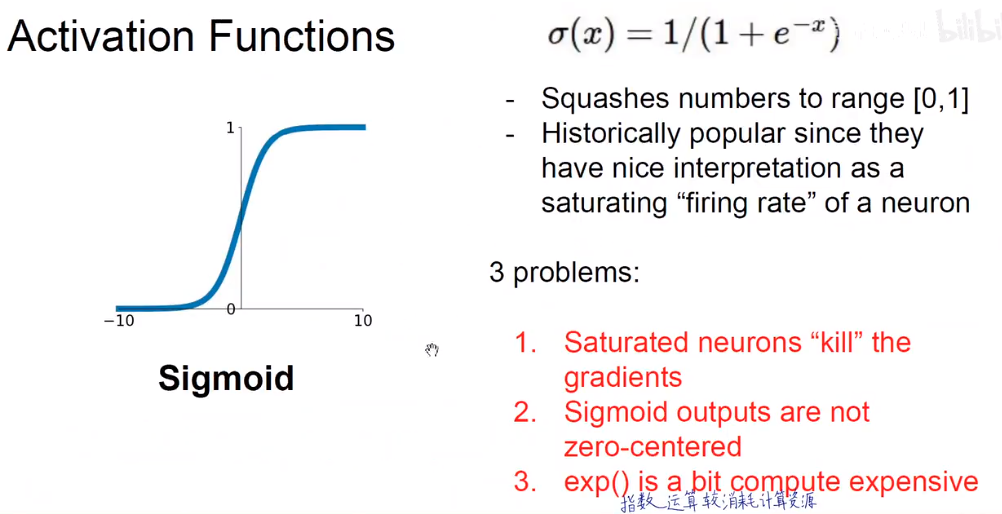 Activation Functions
σ(x) = 1/(1 + e^{−x})
bilibili
- Squashes numbers to range [0,1]
- Historically popular since they
have nice interpretation as a
saturating “firing rate” of a neuron
1
0
−10
10
Sigmoid
3 problems:
1. Saturated neurons “kill” the
gradients
2. Sigmoid outputs are not
zero-centered
3. exp() is a bit compute expensive
指数运算较消耗计算资源